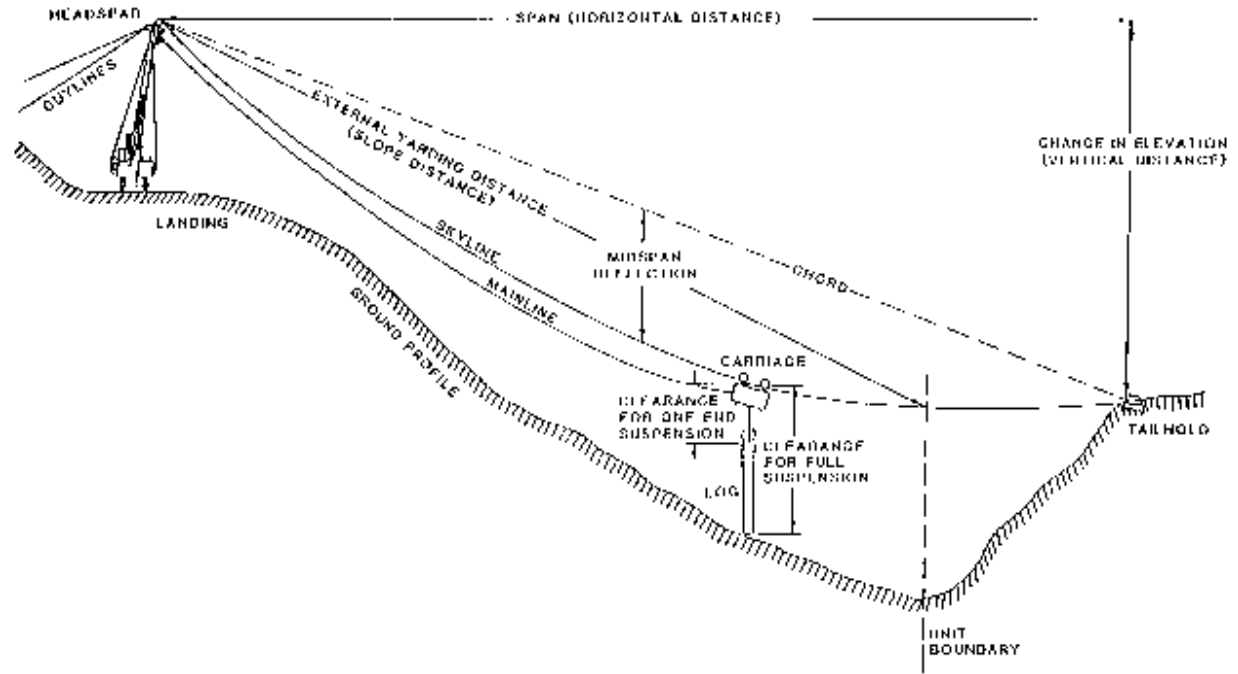 HEADSPAR
SPAN (HORIZONTAL DISTANCE)
GUYLINES
EXTERNAL YARDING DISTANCE
(SLOPE DISTANCE)
CHANGE IN ELEVATION
(VERTICAL DISTANCE)
LANDING
SKYLINE
MIDSPAN
DEFLECTION
CHORD
MAINLINE
GROUND PROFILE
CARRIAGE
CLEARANCE
FOR ONE END
SUSPENSION
TAILHOLD
CLEARANCE
FOR FULL
SUSPENSION
LOG
UNIT
BOUNDARY